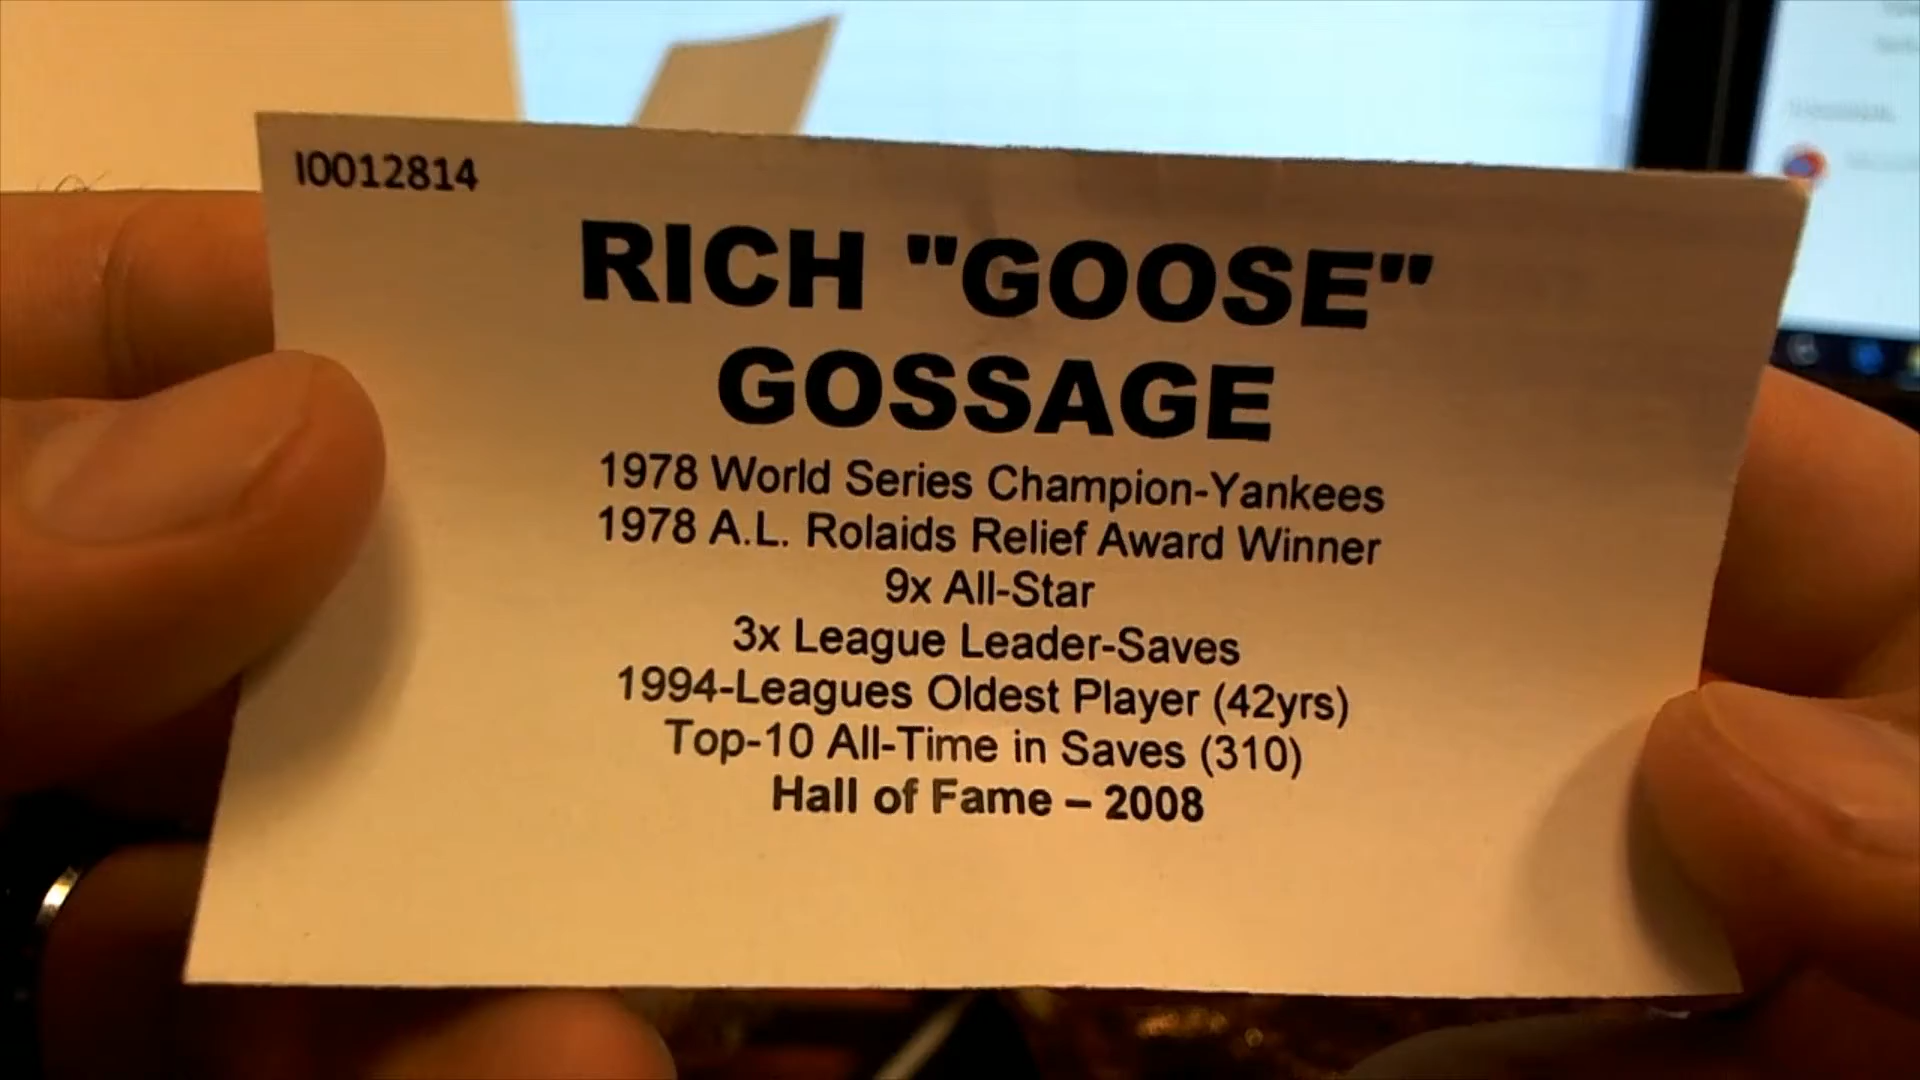 I0012814
RICH "GOOSE"
GOSSAGE
1978 World Series Champion-Yankees
1978 A.L. Rolaids Relief Award Winner
9x All-Star
3x League Leader-Saves
1994-Leagues Oldest Player (42yrs)
Top-10 All-Time in Saves (310)
Hall of Fame – 2008